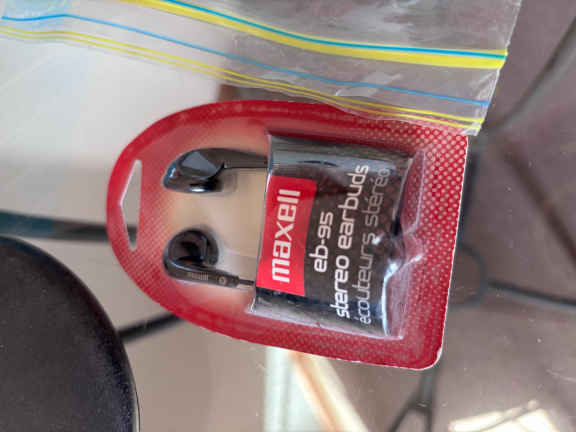 maxell
eb-95
stereo earbuds
écouteurs stéréo